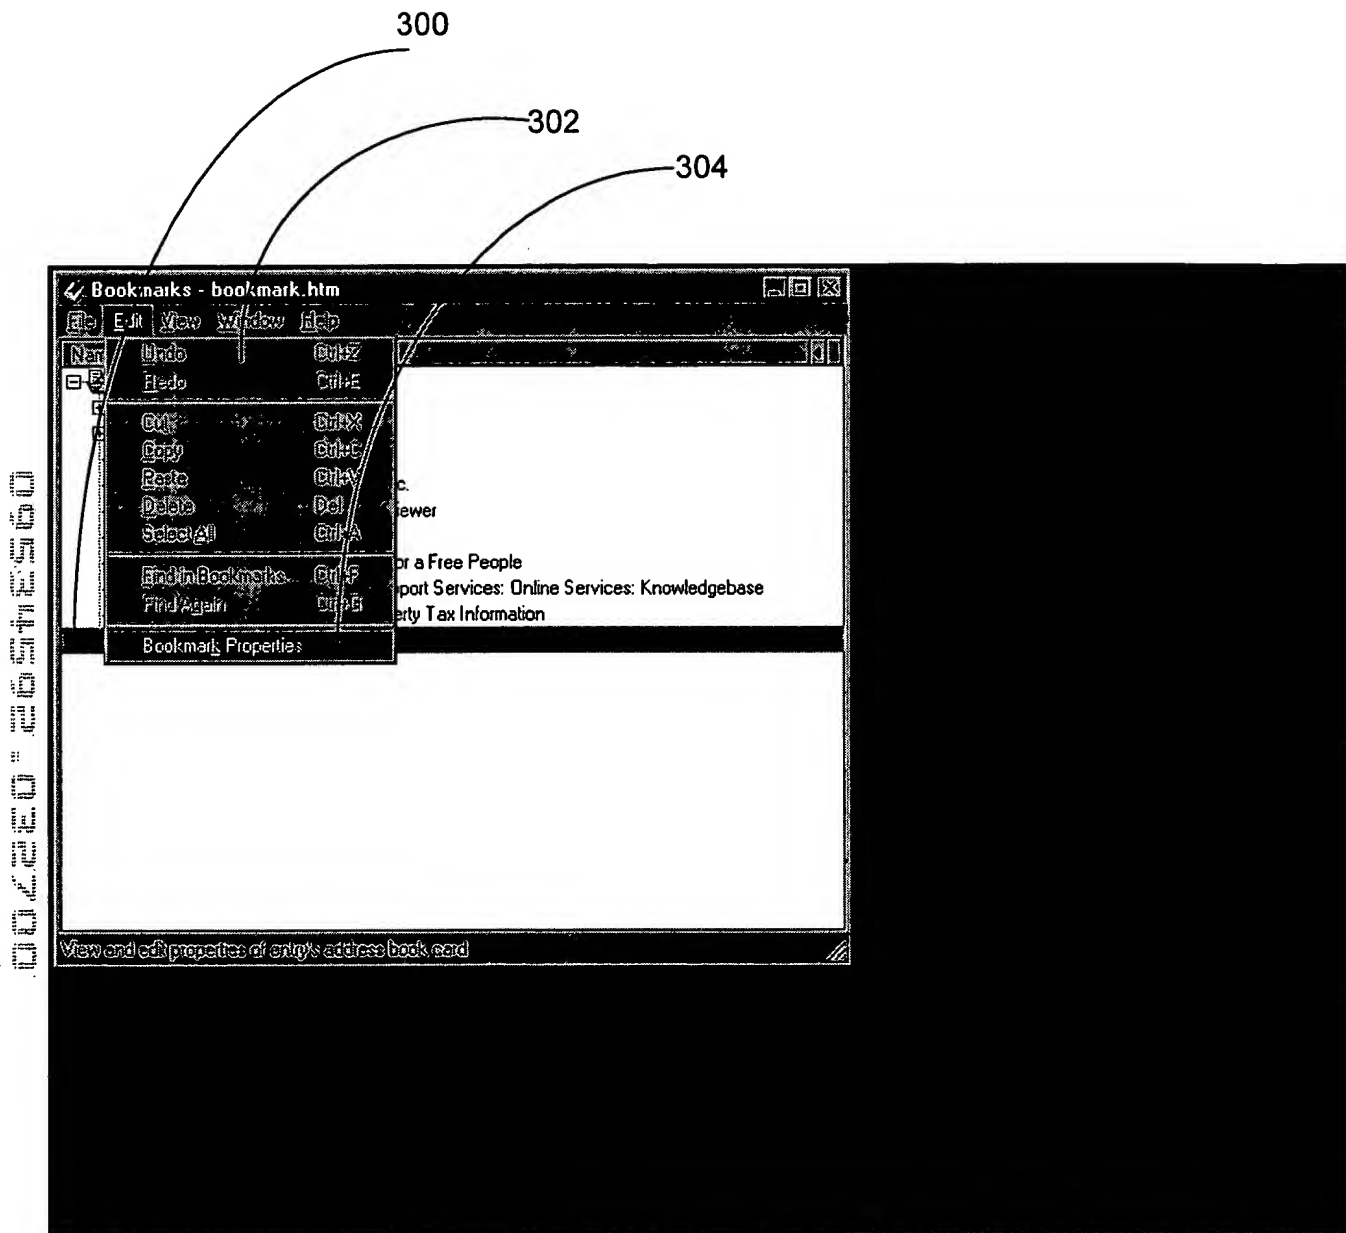 300
302
304
Bookmarks - bookmark.htm
File Edit View Window Help
Nam
Undo Ctrl+Z
Redo Ctrl+E
Cut Ctrl+X
Copy Ctrl+C
Paste Ctrl+V
c.
Delete Del
iewer
Select All Ctrl+A
or a Free People
Find in Bookmarks... Ctrl+F
pport Services: Online Services: Knowledgebase
Find Again Ctrl+G
erty Tax Information
Bookmark Properties
View and edit properties of entry's address book card